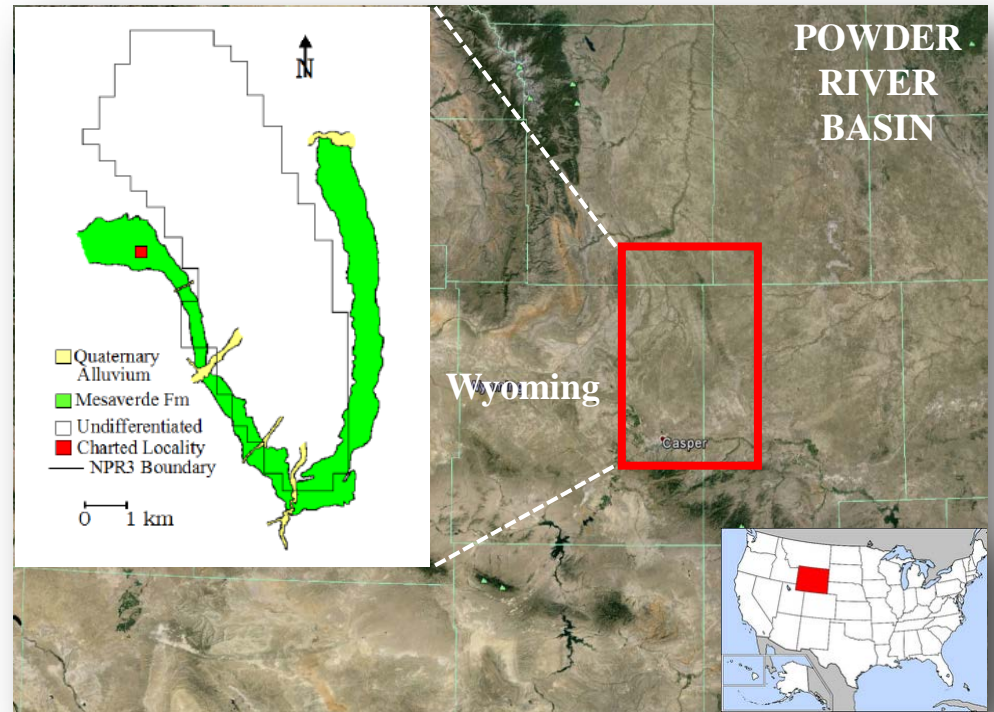 N
Quaternary
Alluvium
Mesaverde Fm
Undifferentiated
Charted Locality
NPR3 Boundary
0 1 km
POWDER
RIVER
BASIN
Wyoming
Casper